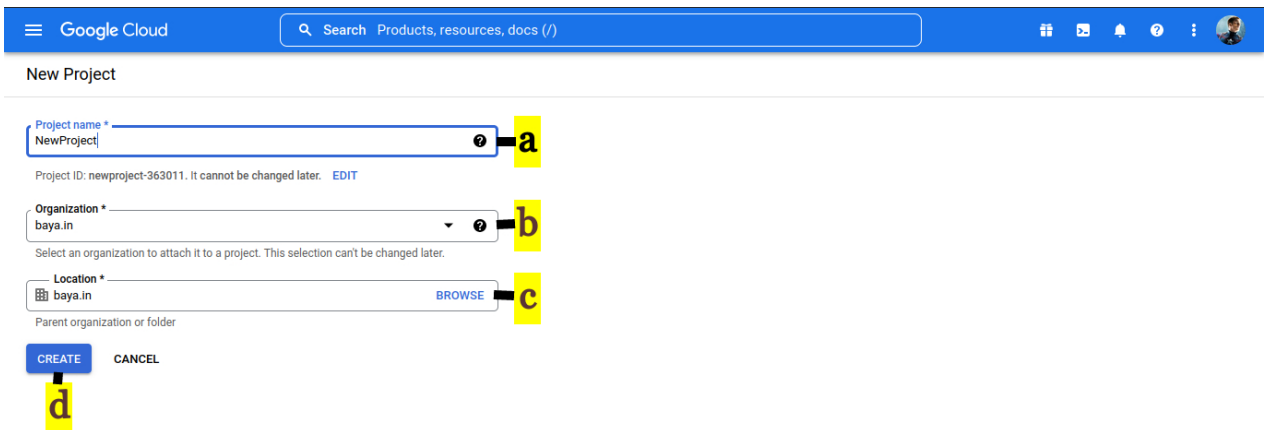 Google Cloud
Search Products, resources, docs (/)
New Project
Project name *
NewProject
a
Project ID: newproject-363011. It cannot be changed later. EDIT
Organization *
baya.in
b
Select an organization to attach it to a project. This selection can't be changed later.
Location *
baya.in BROWSE
c
Parent organization or folder
CREATE CANCEL
d